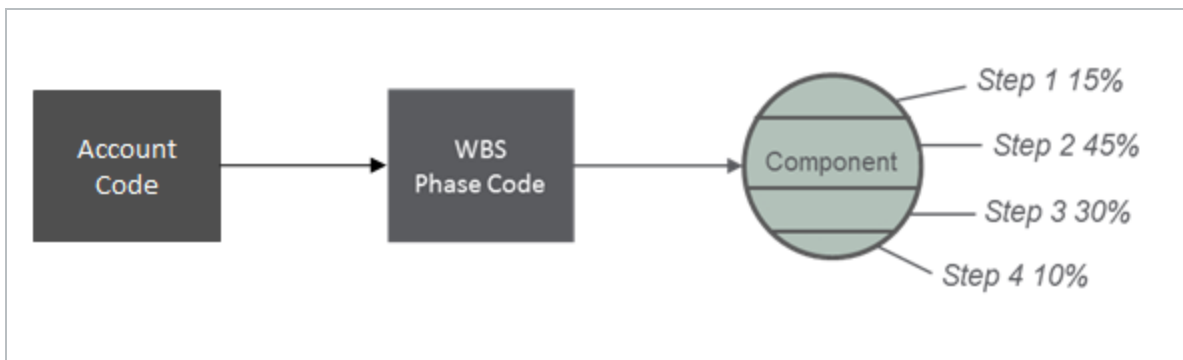 Account
Code
WBS
Phase Code
Component
Step 1 15%
Step 2 45%
Step 3 30%
Step 4 10%